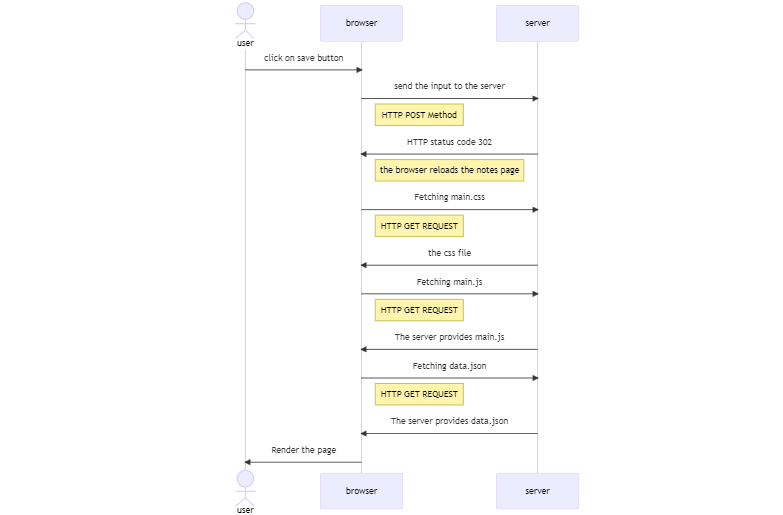 browser
server
user
click on save button
send the input to the server
HTTP POST Method
HTTP status code 302
the browser reloads the notes page
Fetching main.css
HTTP GET REQUEST
the css file
Fetching main.js
HTTP GET REQUEST
The server provides main.js
Fetching data.json
HTTP GET REQUEST
The server provides data.json
Render the page
browser
server
user